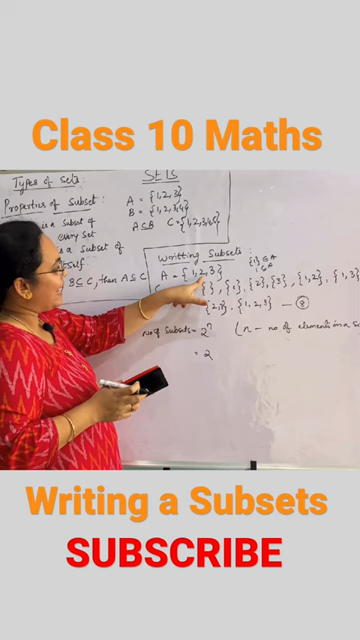 Class 10 Maths
Types of Sets:
SETS
Properties of Subset:
A = {1,2,3}
is a subset of
B = {1,2,3,4}
every set
A⊆B C = {1,2,3,4,5}
is a subset of
itself
B⊆C, then A⊆C
Writting Subsets
A = {1,2,3}
{ } , {1}, {2}, {3}, {1,2}, {1,3}
{2,3}, {1,2,3} — ⑧
No of Subsets = 2ⁿ (n - no of elements in a se
= 2
Writing a Subsets
SUBSCRIBE